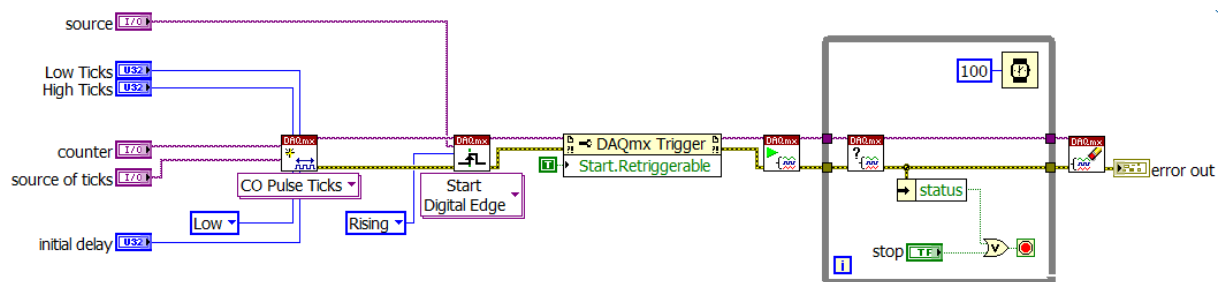 source
I/O
Low Ticks
U32
High Ticks
U32
counter
I/O
source of ticks
I/O
initial delay
U32
DAQmx
CO Pulse Ticks
Low
DAQmx
Start
Digital Edge
Rising
DAQmx Trigger
Start.Retriggerable
T
DAQmx
DAQmx
?
100
status
stop
TF
V
i
DAQmx
error out